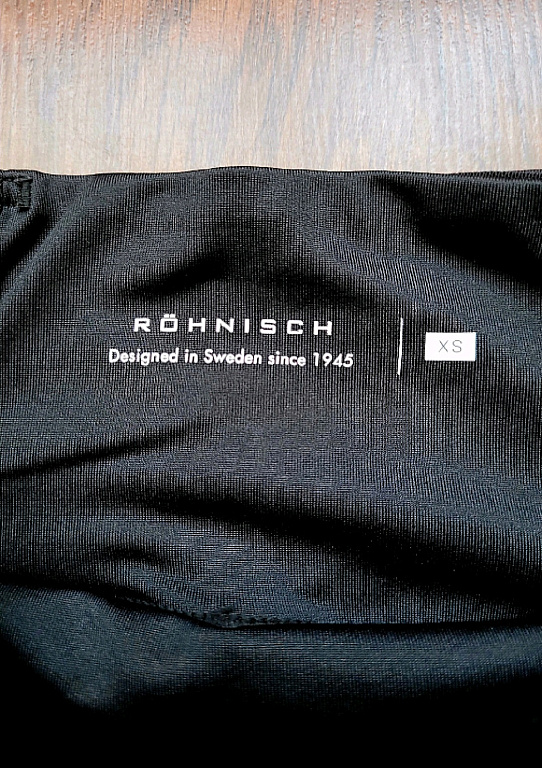 RÖHNISCH
Designed in Sweden since 1945
XS